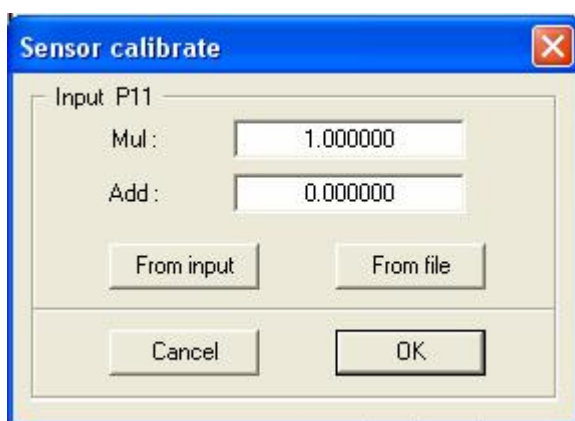 Sensor calibrate
Input P11
Mul: 1.000000
Add: 0.000000
From input From file
Cancel OK